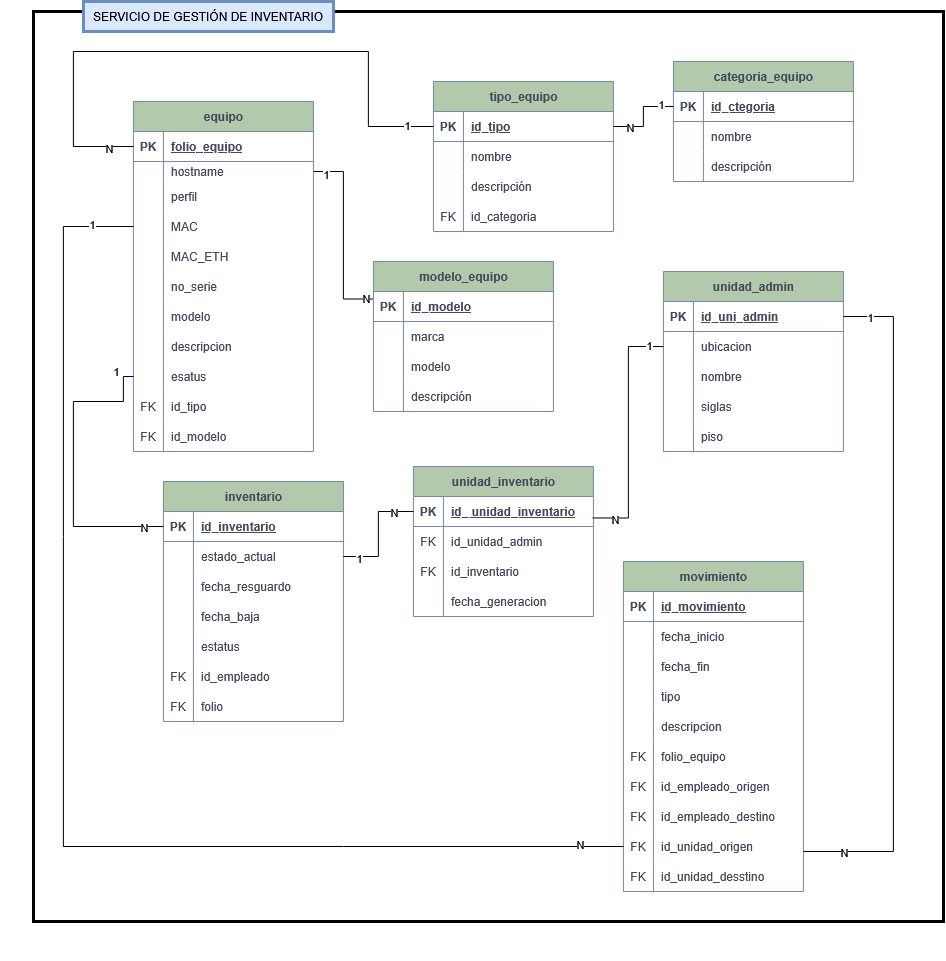 SERVICIO DE GESTIÓN DE INVENTARIO
equipo
PK folio_equipo
hostname
perfil
MAC
MAC_ETH
no_serie
modelo
descripcion
esatus
FK id_tipo
FK id_modelo
N
1
1
1
tipo_equipo
PK id_tipo
nombre
descripción
FK id_categoria
1
N
1
categoria_equipo
PK id_ctegoria
nombre
descripción
modelo_equipo
PK id_modelo
marca
modelo
descripción
N
unidad_admin
PK id_uni_admin
ubicacion
nombre
siglas
piso
1
1
inventario
PK id_inventario
estado_actual
fecha_resguardo
fecha_baja
estatus
FK id_empleado
FK folio
N
1
unidad_inventario
PK id_unidad_inventario
FK id_unidad_admin
FK id_inventario
fecha_generacion
N
N
movimiento
PK id_movimiento
fecha_inicio
fecha_fin
tipo
descripcion
FK folio_equipo
FK id_empleado_origen
FK id_empleado_destino
FK id_unidad_origen
FK id_unidad_desstino
N
N